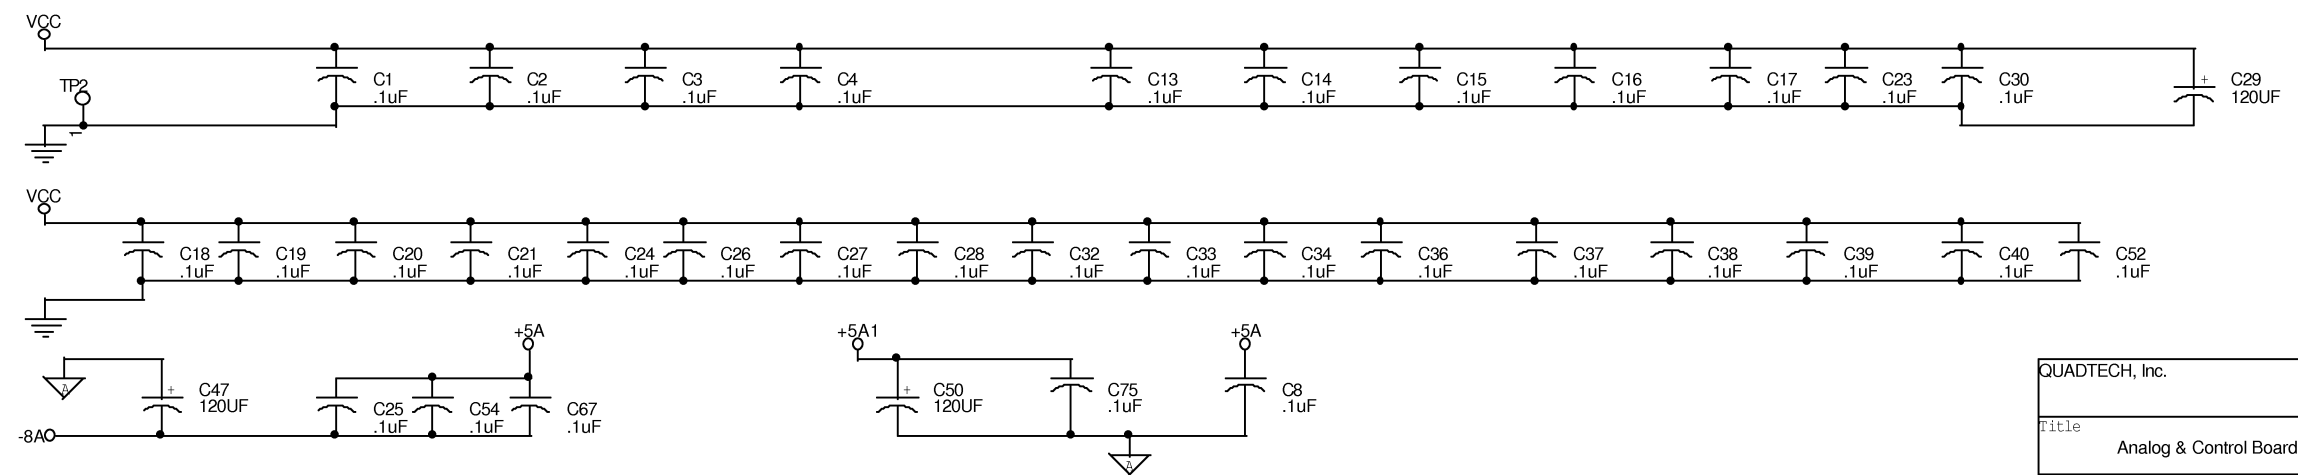 VCC
TP2
1
C1
.1uF
C2
.1uF
C3
.1uF
C4
.1uF
C13
.1uF
C14
.1uF
C15
.1uF
C16
.1uF
C17
.1uF
C23
.1uF
C30
.1uF
+
C29
120UF
VCC
C18
.1uF
C19
.1uF
C20
.1uF
C21
.1uF
C24
.1uF
C26
.1uF
C27
.1uF
C28
.1uF
C32
.1uF
C33
.1uF
C34
.1uF
C36
.1uF
C37
.1uF
C38
.1uF
C39
.1uF
C40
.1uF
C52
.1uF
A
+
C47
120UF
-8A
+5A
C25
.1uF
C54
.1uF
C67
.1uF
+5A1
+
C50
120UF
C75
.1uF
+5A
C8
.1uF
A
QUADTECH, Inc.
Title
Analog & Control Board